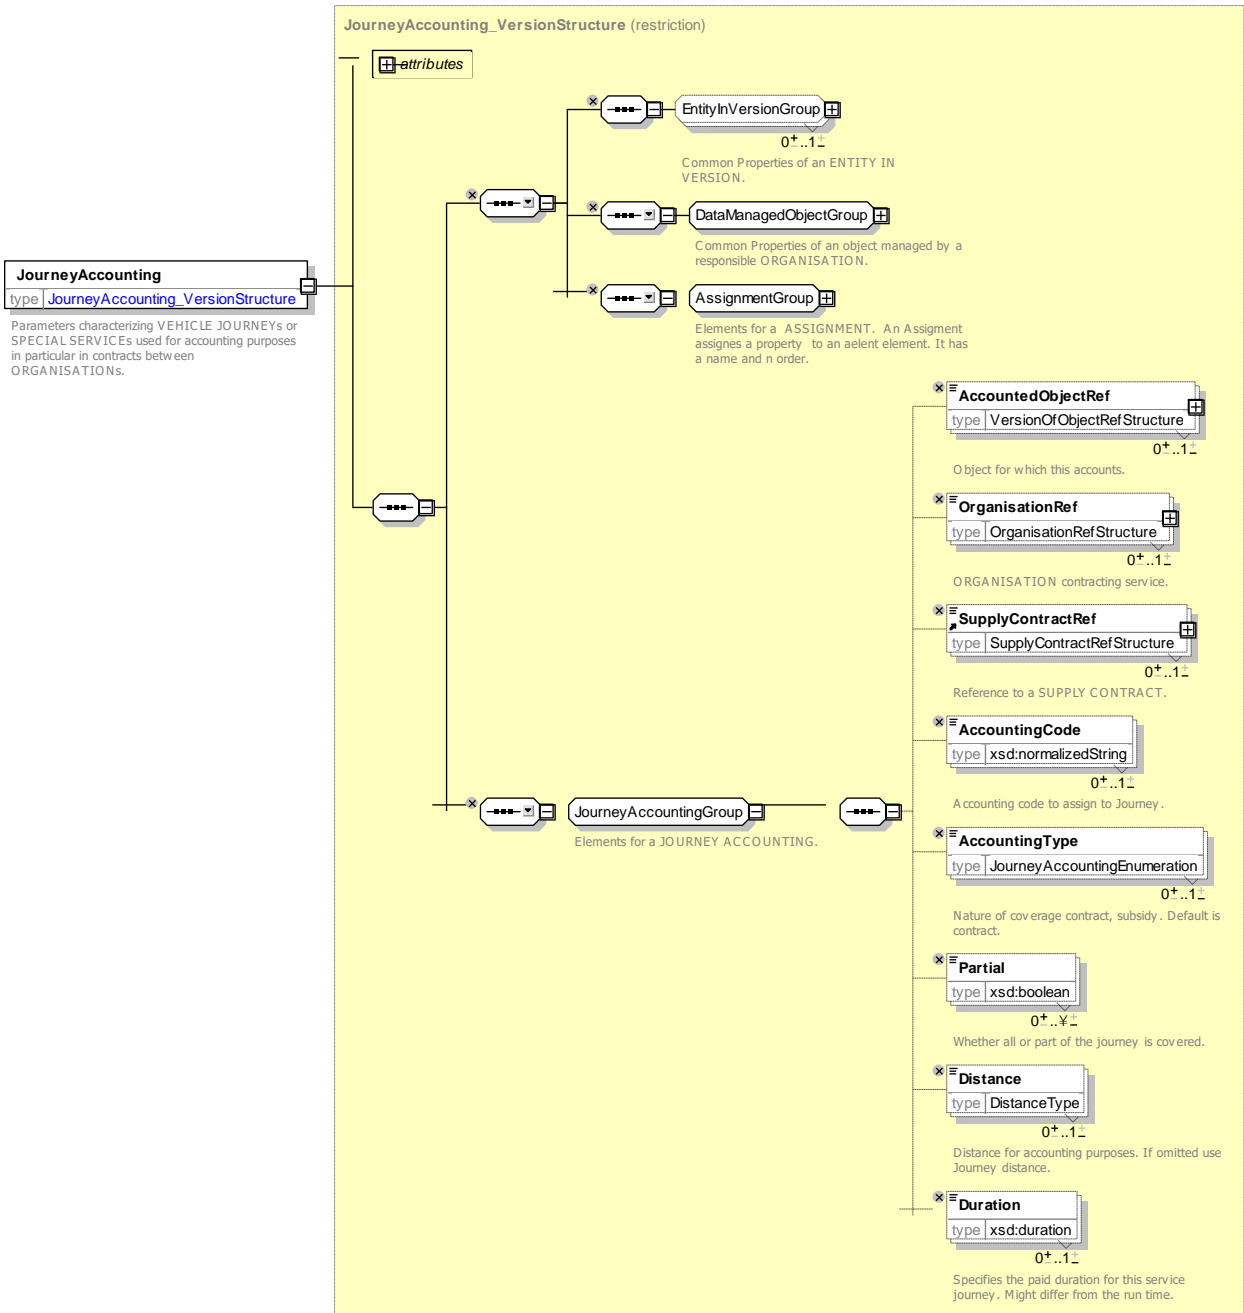 JourneyAccounting_VersionStructure (restriction)
attributes
EntityInVersionGroup
0..1
Common Properties of an ENTITY IN
VERSION.
DataManagedObjectGroup
Common Properties of an object managed by a
responsible ORGANISATION.
AssignmentGroup
Elements for a ASSIGNMENT. An Assigment
assignes a property to an aelent element. It has
a name and n order.
JourneyAccounting
type JourneyAccounting_VersionStructure
Parameters characterizing VEHICLE JOURNEYs or
SPECIAL SERVICEs used for accounting purposes
in particular in contracts between
ORGANISATIONs.
AccountedObjectRef
type VersionOfObjectRefStructure
0..1
Object for which this accounts.
OrganisationRef
type OrganisationRefStructure
0..1
ORGANISATION contracting service.
SupplyContractRef
type SupplyContractRefStructure
0..1
Reference to a SUPPLY CONTRACT.
AccountingCode
type xsd:normalizedString
0..1
Accounting code to assign to Journey.
JourneyAccountingGroup
Elements for a JOURNEY ACCOUNTING.
AccountingType
type JourneyAccountingEnumeration
0..1
Nature of coverage contract, subsidy. Default is
contract.
Partial
type xsd:boolean
0..¥
Whether all or part of the journey is covered.
Distance
type DistanceType
0..1
Distance for accounting purposes. If omitted use
Journey distance.
Duration
type xsd:duration
0..1
Specifies the paid duration for this service
journey. Might differ from the run time.